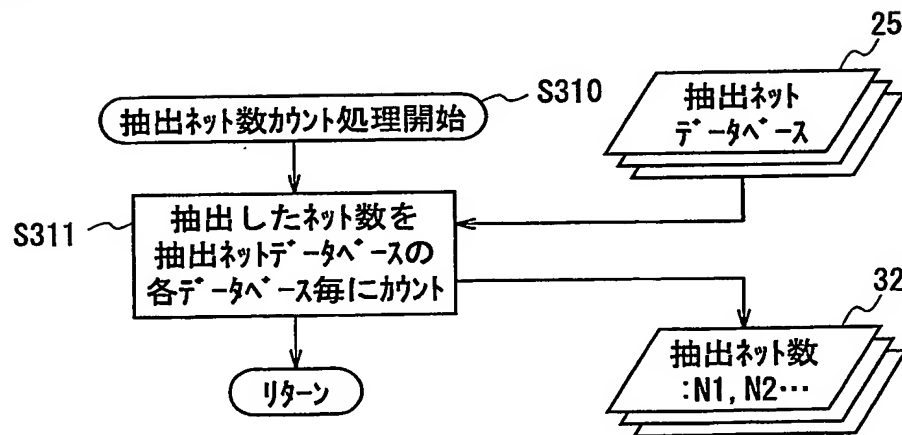 25
抽出ネット
データベース
S310
抽出ネット数カウント処理開始
S311
抽出したネット数を
抽出ネットデータベースの
各データベース毎にカウント
32
抽出ネット数
:N1, N2…
リターン